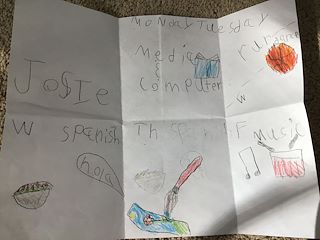 Monday Tuesday
Media
&
Computer
Josie
W
W spanish Th F music
hola